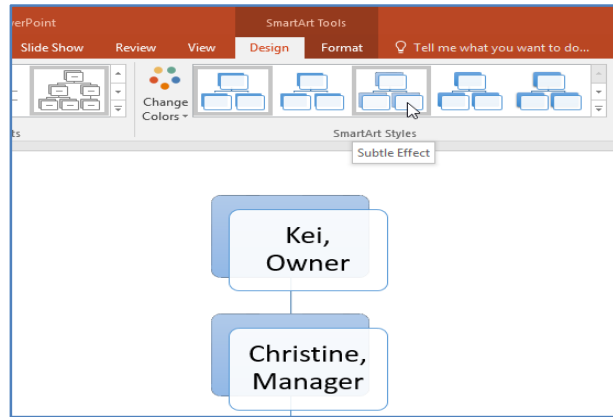 verPoint
SmartArt Tools
Slide Show Review View Design Format Tell me what you want to do...
Change
Colors
ts
SmartArt Styles
Subtle Effect
Kei,
Owner
Christine,
Manager